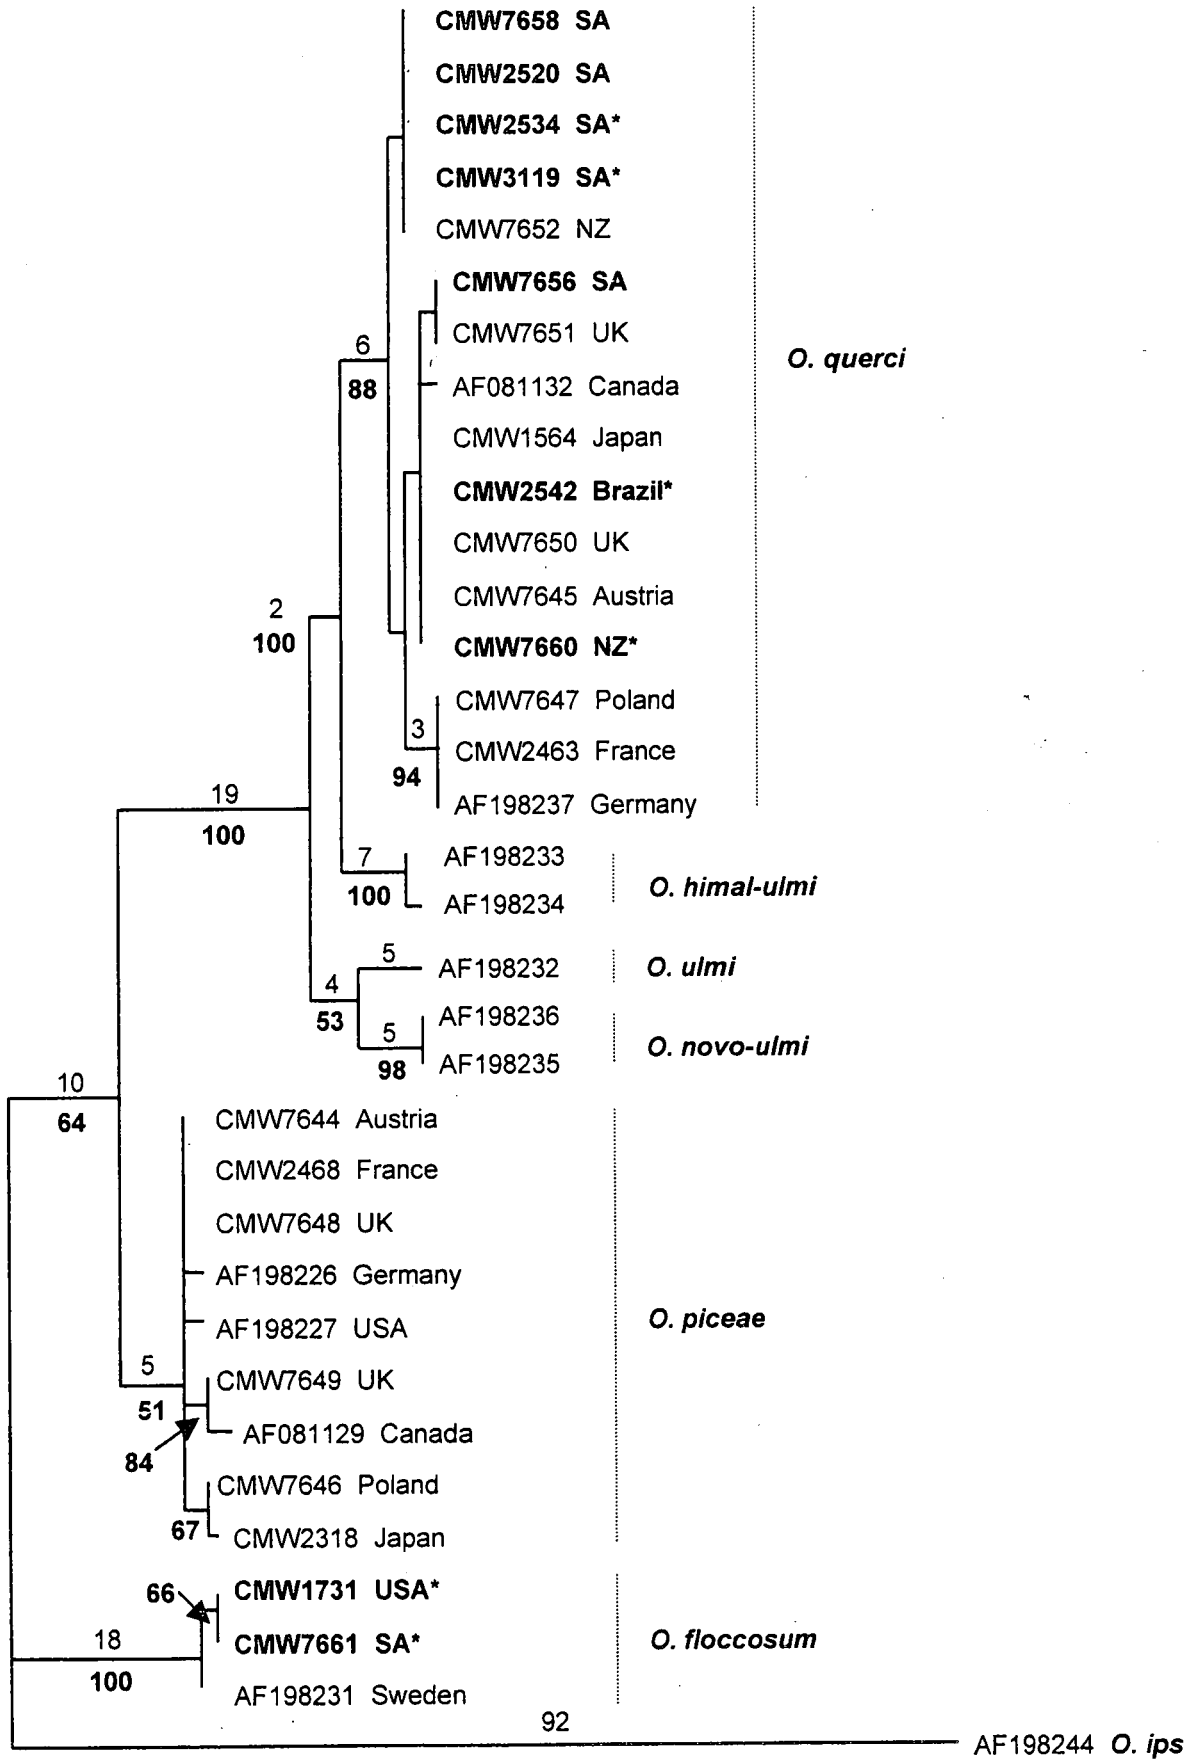 CMW7658 SA
CMW2520 SA
CMW2534 SA*
CMW3119 SA*
CMW7652 NZ
CMW7656 SA
CMW7651 UK
6
88
AF081132 Canada
O. querci
CMW1564 Japan
CMW2542 Brazil*
CMW7650 UK
CMW7645 Austria
2
100
CMW7660 NZ*
CMW7647 Poland
3
94
CMW2463 France
AF198237 Germany
19
100
7
100
AF198233
AF198234
O. himal-ulmi
5
AF198232
O. ulmi
4
53
AF198236
5
98
AF198235
O. novo-ulmi
10
64
CMW7644 Austria
CMW2468 France
CMW7648 UK
AF198226 Germany
AF198227 USA
O. piceae
5
51
CMW7649 UK
84
AF081129 Canada
CMW7646 Poland
67
CMW2318 Japan
66
CMW1731 USA*
18
100
CMW7661 SA*
O. floccosum
AF198231 Sweden
92
AF198244 O. ips